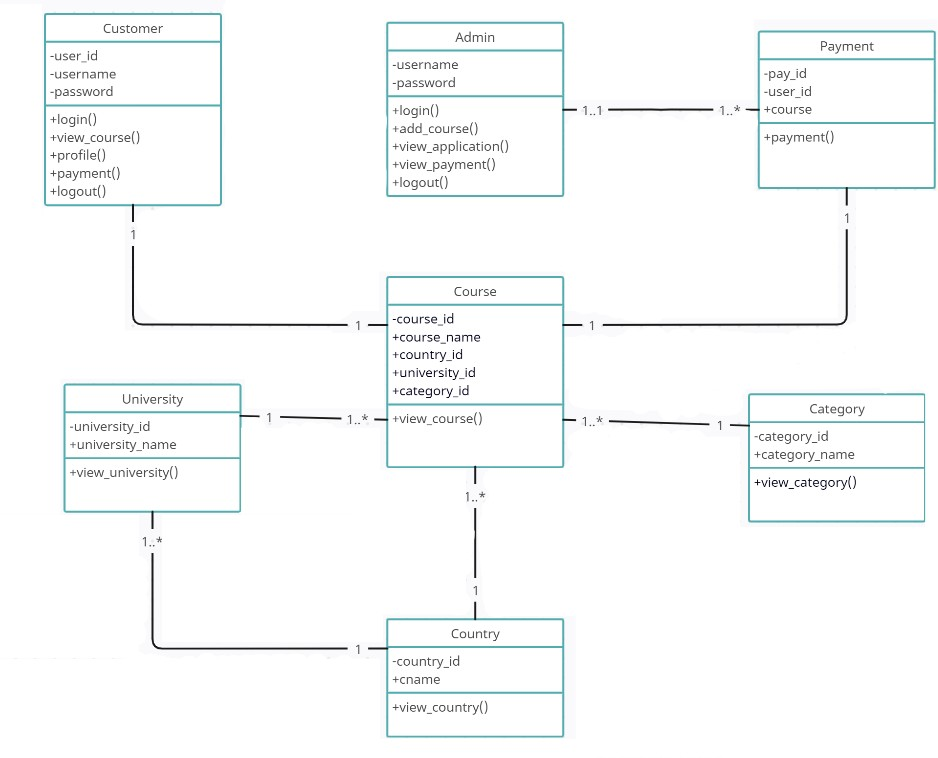 Customer
-user_id
-username
-password
+login()
+view_course()
+profile()
+payment()
+logout()
Admin
-username
-password
+login()
+add_course()
+view_application()
+view_payment()
+logout()
Payment
-pay_id
-user_id
+course
+payment()
1..1
1..*
1
1
1
1
Course
-course_id
+course_name
+country_id
+university_id
+category_id
+view_course()
University
-university_id
+university_name
+view_university()
1
1..*
1..*
1
Category
-category_id
+category_name
+view_category()
1..*
1
1..*
1
Country
-country_id
+cname
+view_country()